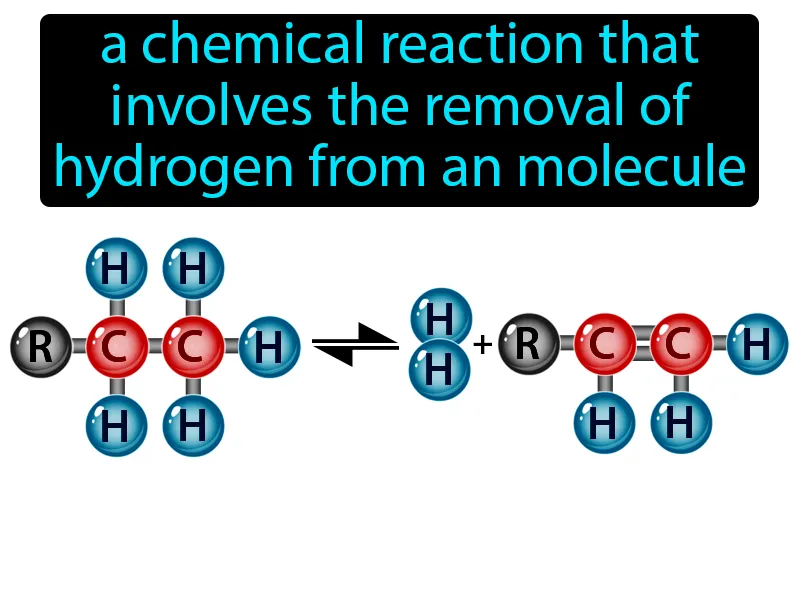 a chemical reaction that
involves the removal of
hydrogen from an molecule
H H H
R C C H H + R C C H
H H H H